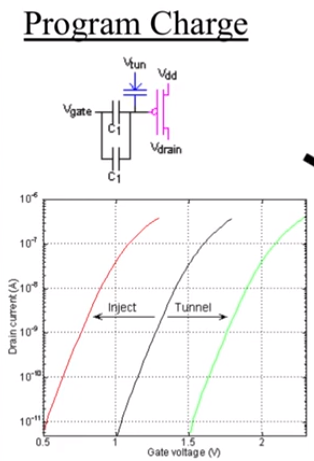 Program Charge
Vtun
Vdd
Vgate
C1
Vdrain
C1
10-6
10-7
10-8
10-9
10-10
10-11
Drain current(A)
Inject
Tunnel
0.5
1
1.5
2
Gate voltage (V)